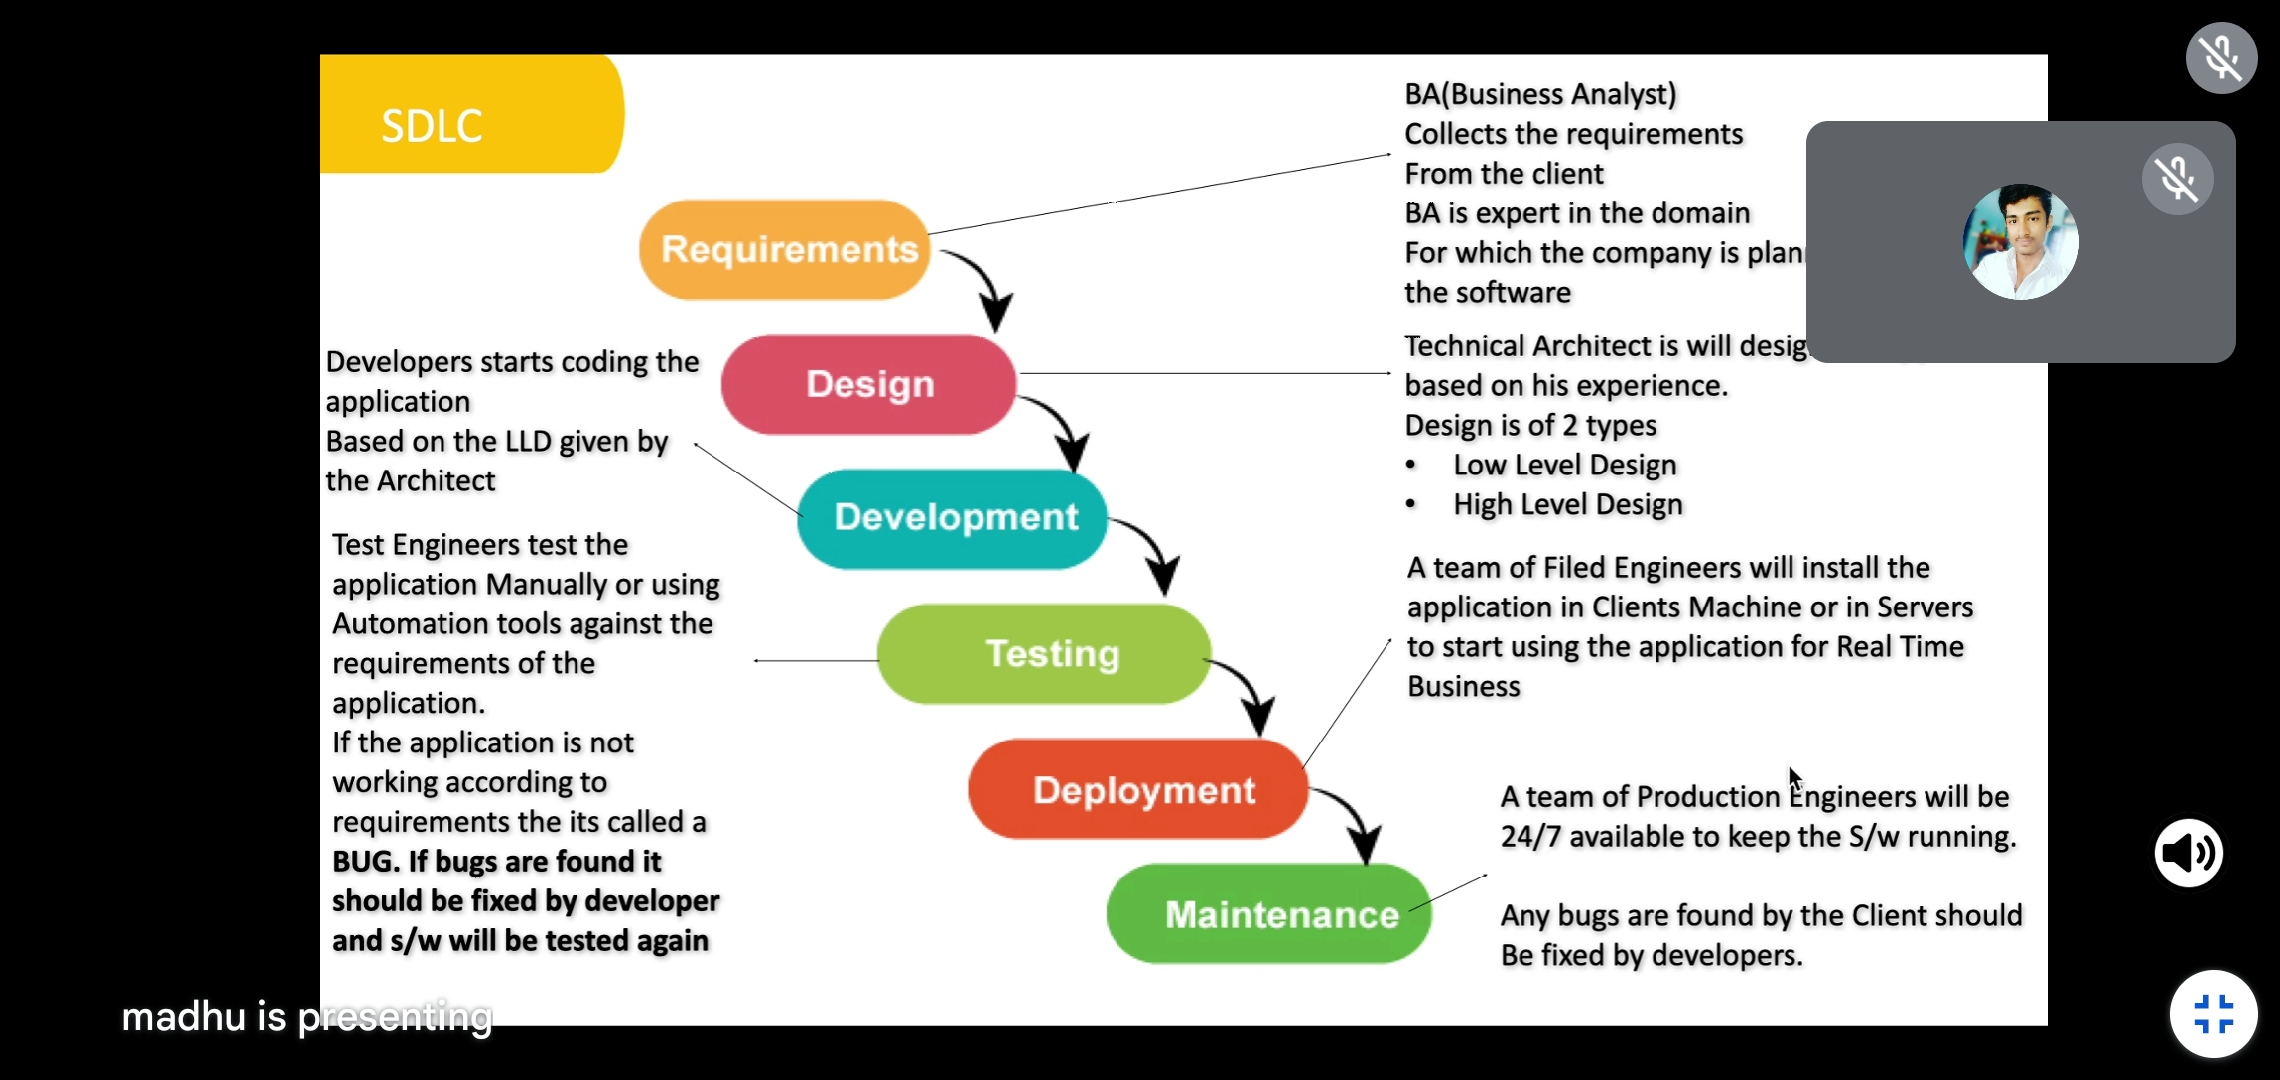 SDLC
BA(Business Analyst)
Collects the requirements
From the client
BA is expert in the domain
For which the company is
the software
Requirements
Technical Architect is will
based on his experience.
Design is of 2 types
• Low Level Design
• High Level Design
Design
Developers starts coding the
application
Based on the LLD given by
the Architect
Development
Test Engineers test the
application Manually or using
Automation tools against the
requirements of the
application.
If the application is not
working according to
requirements the its called a
BUG. If bugs are found it
should be fixed by developer
and s/w will be tested again
Testing
A team of Filed Engineers will install the
application in Clients Machine or in Servers
to start using the application for Real Time
Business
Deployment
A team of Production Engineers will be
24/7 available to keep the S/w running.
Any bugs are found by the Client should
Be fixed by developers.
Maintenance
madhu is presenting